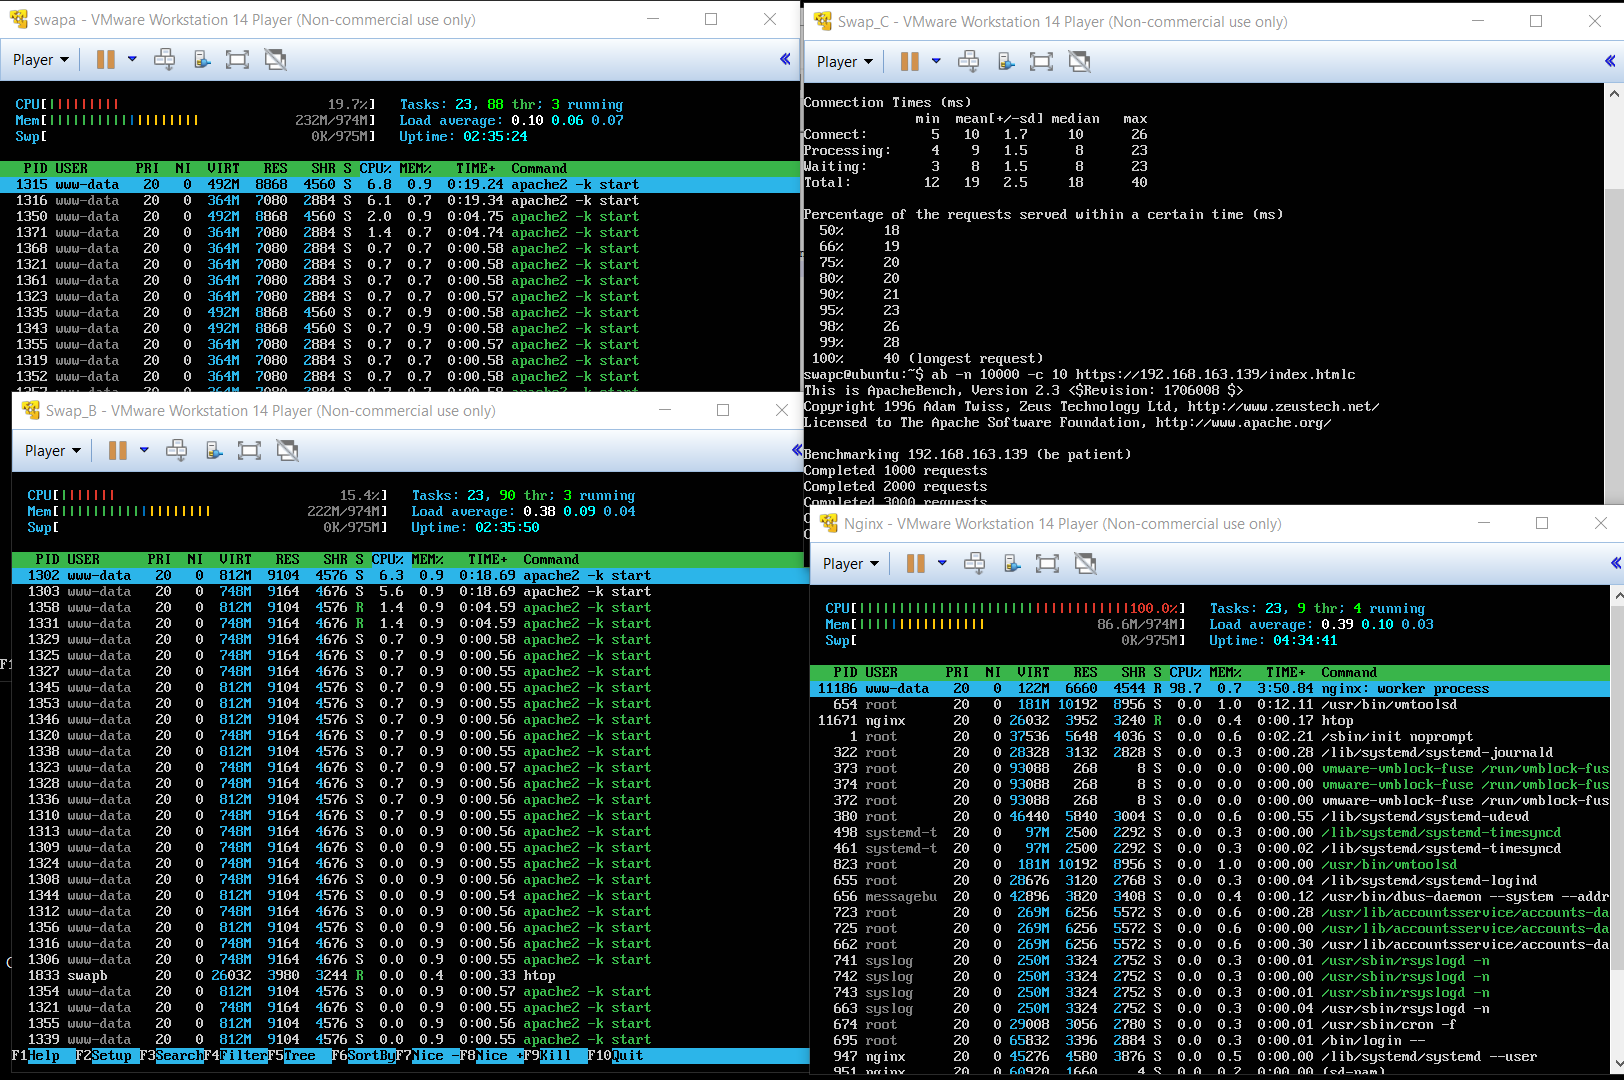 swapa - VMware Workstation 14 Player (Non-commercial use only)
Player
CPU[||||||||| 19.7%] Tasks: 23, 88 thr; 3 running
Mem[||||||||||||||||||| 232M/974M] Load average: 0.10 0.06 0.07
Swp[ 0K/975M] Uptime: 02:35:24
PID USER PRI NI VIRT RES SHR S CPU% MEM% TIME+ Command
1315 www-data 20 0 492M 8868 4560 S 6.8 0.9 0:19.24 apache2 -k start
1316 www-data 20 0 364M 7080 2884 S 6.1 0.7 0:19.34 apache2 -k start
1350 www-data 20 0 492M 8868 4560 S 2.0 0.9 0:04.75 apache2 -k start
1371 www-data 20 0 364M 7080 2884 S 1.4 0.7 0:04.74 apache2 -k start
1368 www-data 20 0 364M 7080 2884 S 0.7 0.7 0:00.58 apache2 -k start
1321 www-data 20 0 364M 7080 2884 S 0.7 0.7 0:00.58 apache2 -k start
1361 www-data 20 0 364M 7080 2884 S 0.7 0.7 0:00.58 apache2 -k start
1323 www-data 20 0 364M 7080 2884 S 0.7 0.7 0:00.57 apache2 -k start
1335 www-data 20 0 492M 8868 4560 S 0.7 0.9 0:00.58 apache2 -k start
1343 www-data 20 0 492M 8868 4560 S 0.7 0.9 0:00.58 apache2 -k start
1355 www-data 20 0 364M 7080 2884 S 0.7 0.7 0:00.57 apache2 -k start
1319 www-data 20 0 364M 7080 2884 S 0.7 0.7 0:00.58 apache2 -k start
1352 www-data 20 0 364M 7080 2884 S 0.7 0.7 0:00.58 apache2 -k start
Swap_B - VMware Workstation 14 Player (Non-commercial use only)
Player
CPU[||||||| 15.4%] Tasks: 23, 90 thr; 3 running
Mem[||||||||||||||||||| 222M/974M] Load average: 0.38 0.09 0.04
Swp[ 0K/975M] Uptime: 02:35:50
PID USER PRI NI VIRT RES SHR S CPU% MEM% TIME+ Command
1302 www-data 20 0 812M 9104 4576 S 6.3 0.9 0:18.69 apache2 -k start
1303 www-data 20 0 748M 9164 4676 S 5.6 0.9 0:18.69 apache2 -k start
1358 www-data 20 0 812M 9104 4576 R 1.4 0.9 0:04.59 apache2 -k start
1331 www-data 20 0 748M 9164 4676 R 1.4 0.9 0:04.59 apache2 -k start
1329 www-data 20 0 748M 9164 4676 S 0.7 0.9 0:00.58 apache2 -k start
1325 www-data 20 0 748M 9164 4676 S 0.7 0.9 0:00.56 apache2 -k start
1327 www-data 20 0 748M 9164 4676 S 0.7 0.9 0:00.55 apache2 -k start
1345 www-data 20 0 812M 9104 4576 S 0.7 0.9 0:00.55 apache2 -k start
1353 www-data 20 0 812M 9104 4576 S 0.7 0.9 0:00.55 apache2 -k start
1346 www-data 20 0 812M 9104 4576 S 0.7 0.9 0:00.56 apache2 -k start
1320 www-data 20 0 748M 9164 4676 S 0.7 0.9 0:00.56 apache2 -k start
1338 www-data 20 0 812M 9104 4576 S 0.7 0.9 0:00.55 apache2 -k start
1323 www-data 20 0 748M 9164 4676 S 0.7 0.9 0:00.57 apache2 -k start
1328 www-data 20 0 748M 9164 4676 S 0.7 0.9 0:00.56 apache2 -k start
1336 www-data 20 0 812M 9104 4576 S 0.7 0.9 0:00.56 apache2 -k start
1310 www-data 20 0 748M 9164 4676 S 0.7 0.9 0:00.55 apache2 -k start
1313 www-data 20 0 748M 9164 4676 S 0.0 0.9 0:00.56 apache2 -k start
1309 www-data 20 0 748M 9164 4676 S 0.0 0.9 0:00.55 apache2 -k start
1324 www-data 20 0 748M 9164 4676 S 0.0 0.9 0:00.55 apache2 -k start
1308 www-data 20 0 748M 9164 4676 S 0.0 0.9 0:00.56 apache2 -k start
1344 www-data 20 0 812M 9104 4576 S 0.0 0.9 0:00.54 apache2 -k start
1312 www-data 20 0 748M 9164 4676 S 0.0 0.9 0:00.56 apache2 -k start
1356 www-data 20 0 812M 9104 4576 S 0.0 0.9 0:00.56 apache2 -k start
1316 www-data 20 0 748M 9164 4676 S 0.0 0.9 0:00.56 apache2 -k start
1306 www-data 20 0 748M 9164 4676 S 0.0 0.9 0:00.55 apache2 -k start
1833 swapb 20 0 26032 3980 3244 R 0.0 0.4 0:00.33 htop
1354 www-data 20 0 812M 9104 4576 S 0.0 0.9 0:00.57 apache2 -k start
1321 www-data 20 0 748M 9164 4676 S 0.0 0.9 0:00.55 apache2 -k start
1355 www-data 20 0 812M 9104 4576 S 0.0 0.9 0:00.56 apache2 -k start
1339 www-data 20 0 812M 9104 4576 S 0.0 0.9 0:00.55 apache2 -k start
F1Help F2Setup F3SearchF4FilterF5Tree F6SortByF7Nice -F8Nice +F9Kill F10Quit
Swap_C - VMware Workstation 14 Player (Non-commercial use only)
Player
Connection Times (ms)
min mean[+/-sd] median max
Connect: 5 10 1.7 10 26
Processing: 4 9 1.5 8 23
Waiting: 3 8 1.5 8 23
Total: 12 19 2.5 18 40
Percentage of the requests served within a certain time (ms)
50% 18
66% 19
75% 20
80% 20
90% 21
95% 23
98% 26
99% 28
100% 40 (longest request)
swapc@ubuntu:~$ ab -n 10000 -c 10 https://192.168.163.139/index.htmlc
This is ApacheBench, Version 2.3 <$Revision: 1706008 $>
Copyright 1996 Adam Twiss, Zeus Technology Ltd, http://www.zeustech.net/
Licensed to The Apache Software Foundation, http://www.apache.org/
Benchmarking 192.168.163.139 (be patient)
Completed 1000 requests
Completed 2000 requests
Completed 3000 requests
Nginx - VMware Workstation 14 Player (Non-commercial use only)
Player
CPU[||||||||||||||||||||||||||||||||||100.0%] Tasks: 23, 9 thr; 4 running
Mem[|||||||||||||||| 86.6M/974M] Load average: 0.39 0.10 0.03
Swp[ 0K/975M] Uptime: 04:34:41
PID USER PRI NI VIRT RES SHR S CPU% MEM% TIME+ Command
11186 www-data 20 0 122M 6660 4544 R 98.7 0.7 3:50.84 nginx: worker process
654 root 20 0 181M 10192 8956 S 0.0 1.0 0:12.11 /usr/bin/vmtoolsd
11671 nginx 20 0 26032 3952 3240 R 0.0 0.4 0:00.17 htop
1 root 20 0 37536 5648 4036 S 0.0 0.6 0:02.21 /sbin/init noprompt
322 root 20 0 28328 3132 2828 S 0.0 0.3 0:00.28 /lib/systemd/systemd-journald
373 root 20 0 93088 268 8 S 0.0 0.0 0:00.00 vmware-vmblock-fuse /run/vmblock-fus
374 root 20 0 93088 268 8 S 0.0 0.0 0:00.00 vmware-vmblock-fuse /run/vmblock-fus
372 root 20 0 93088 268 8 S 0.0 0.0 0:00.00 vmware-vmblock-fuse /run/vmblock-fus
380 root 20 0 46440 5840 3004 S 0.0 0.6 0:00.55 /lib/systemd/systemd-udevd
498 systemd-t 20 0 97M 2500 2292 S 0.0 0.3 0:00.00 /lib/systemd/systemd-timesyncd
461 systemd-t 20 0 97M 2500 2292 S 0.0 0.3 0:00.02 /lib/systemd/systemd-timesyncd
823 root 20 0 181M 10192 8956 S 0.0 1.0 0:00.00 /usr/bin/vmtoolsd
655 root 20 0 28676 3120 2768 S 0.0 0.3 0:00.04 /lib/systemd/systemd-logind
656 messagebu 20 0 42896 3820 3408 S 0.0 0.4 0:00.12 /usr/bin/dbus-daemon --system --addr
723 root 20 0 269M 6256 5572 S 0.0 0.6 0:00.28 /usr/lib/accountsservice/accounts-da
725 root 20 0 269M 6256 5572 S 0.0 0.6 0:00.00 /usr/lib/accountsservice/accounts-da
662 root 20 0 269M 6256 5572 S 0.0 0.6 0:00.30 /usr/lib/accountsservice/accounts-da
741 syslog 20 0 250M 3324 2752 S 0.0 0.3 0:00.01 /usr/sbin/rsyslogd -n
742 syslog 20 0 250M 3324 2752 S 0.0 0.3 0:00.00 /usr/sbin/rsyslogd -n
743 syslog 20 0 250M 3324 2752 S 0.0 0.3 0:00.01 /usr/sbin/rsyslogd -n
663 syslog 20 0 250M 3324 2752 S 0.0 0.3 0:00.04 /usr/sbin/rsyslogd -n
674 root 20 0 29008 3056 2780 S 0.0 0.3 0:00.01 /usr/sbin/cron -f
695 root 20 0 65832 3396 2884 S 0.0 0.3 0:00.01 /bin/login --
947 nginx 20 0 45276 4580 3876 S 0.0 0.5 0:00.00 /lib/systemd/systemd --user
951 nginx 20 0 60920 1660 4 S 0.0 0.2 0:00.00 (sd-pam)